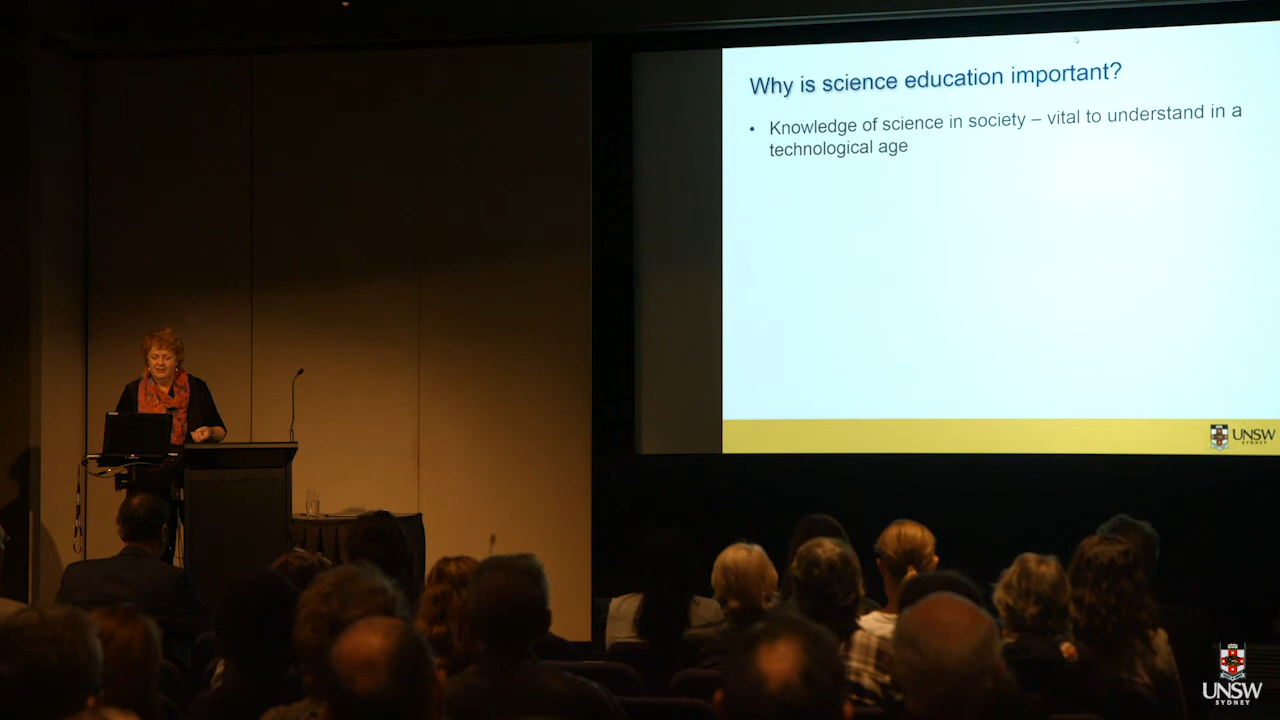 Why is science education important?
• Knowledge of science in society – vital to understand in a
technological age
UNSW
SYDNEY
UNSW
SYDNEY